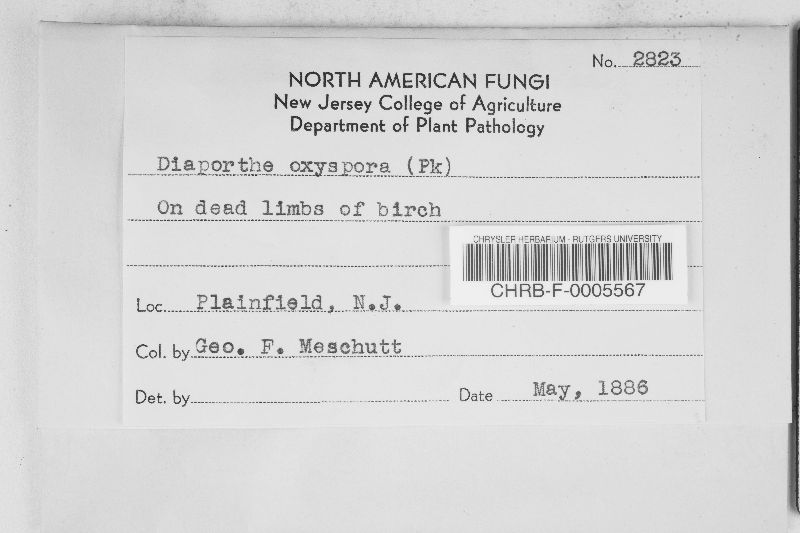 No. 2823
NORTH AMERICAN FUNGI
New Jersey College of Agriculture
Department of Plant Pathology
Diaporthe oxyspora (Pk)
On dead limbs of birch
CHRYSLER HERBARIUM - RUTGERS UNIVERSITY
CHRB-F-0005567
Loc. Plainfield, N.J.
Col. by Geo. F. Meschutt
Det. by
Date May, 1886